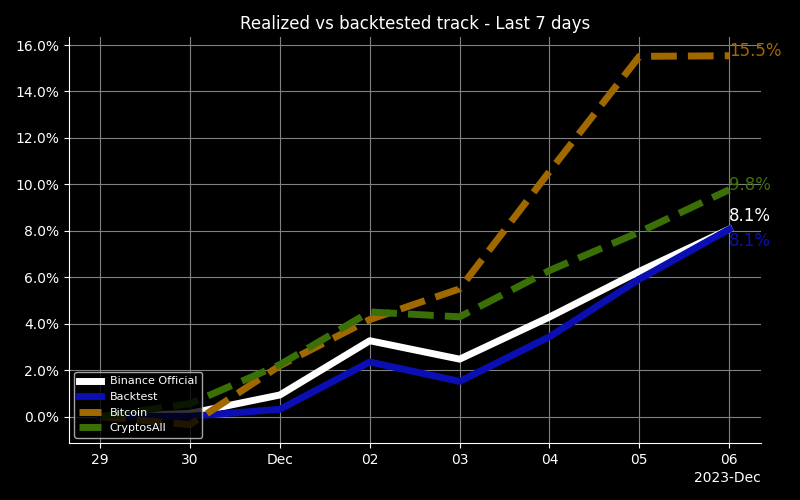 Realized vs backtested track - Last 7 days
16.0%
14.0%
12.0%
10.0%
8.0%
6.0%
4.0%
2.0%
0.0%
15.5%
9.8%
8.1%
8.1%
Binance Official
Backtest
Bitcoin
CryptosAll
29 30 Dec 02 03 04 05 06
2023-Dec